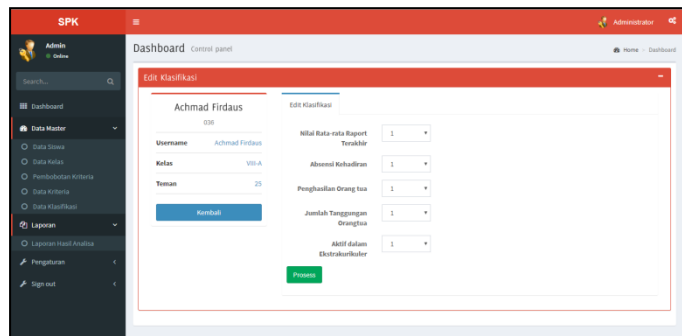 SPK
Administrator
Admin
Online
Search...
Dashboard
Data Master
Data Siswa
Data Kelas
Pembobotan Kriteria
Data Kriteria
Data Klasifikasi
Laporan
Laporan Hasil Analisa
Pengaturan
Sign out
Dashboard Control panel
Home > Dashboard
Edit Klasifikasi
Achmad Firdaus
036
Username Achmad Firdaus
Kelas VIII-A
Teman 25
Kembali
Edit Klasifikasi
Nilai Rata-rata Raport
Terakhir
1
Absensi Kehadiran 1
Penghasilan Orang tua 1
Jumlah Tanggungan
Orangtua
1
Aktif dalam
Ekstrakurikuler
1
Prosess